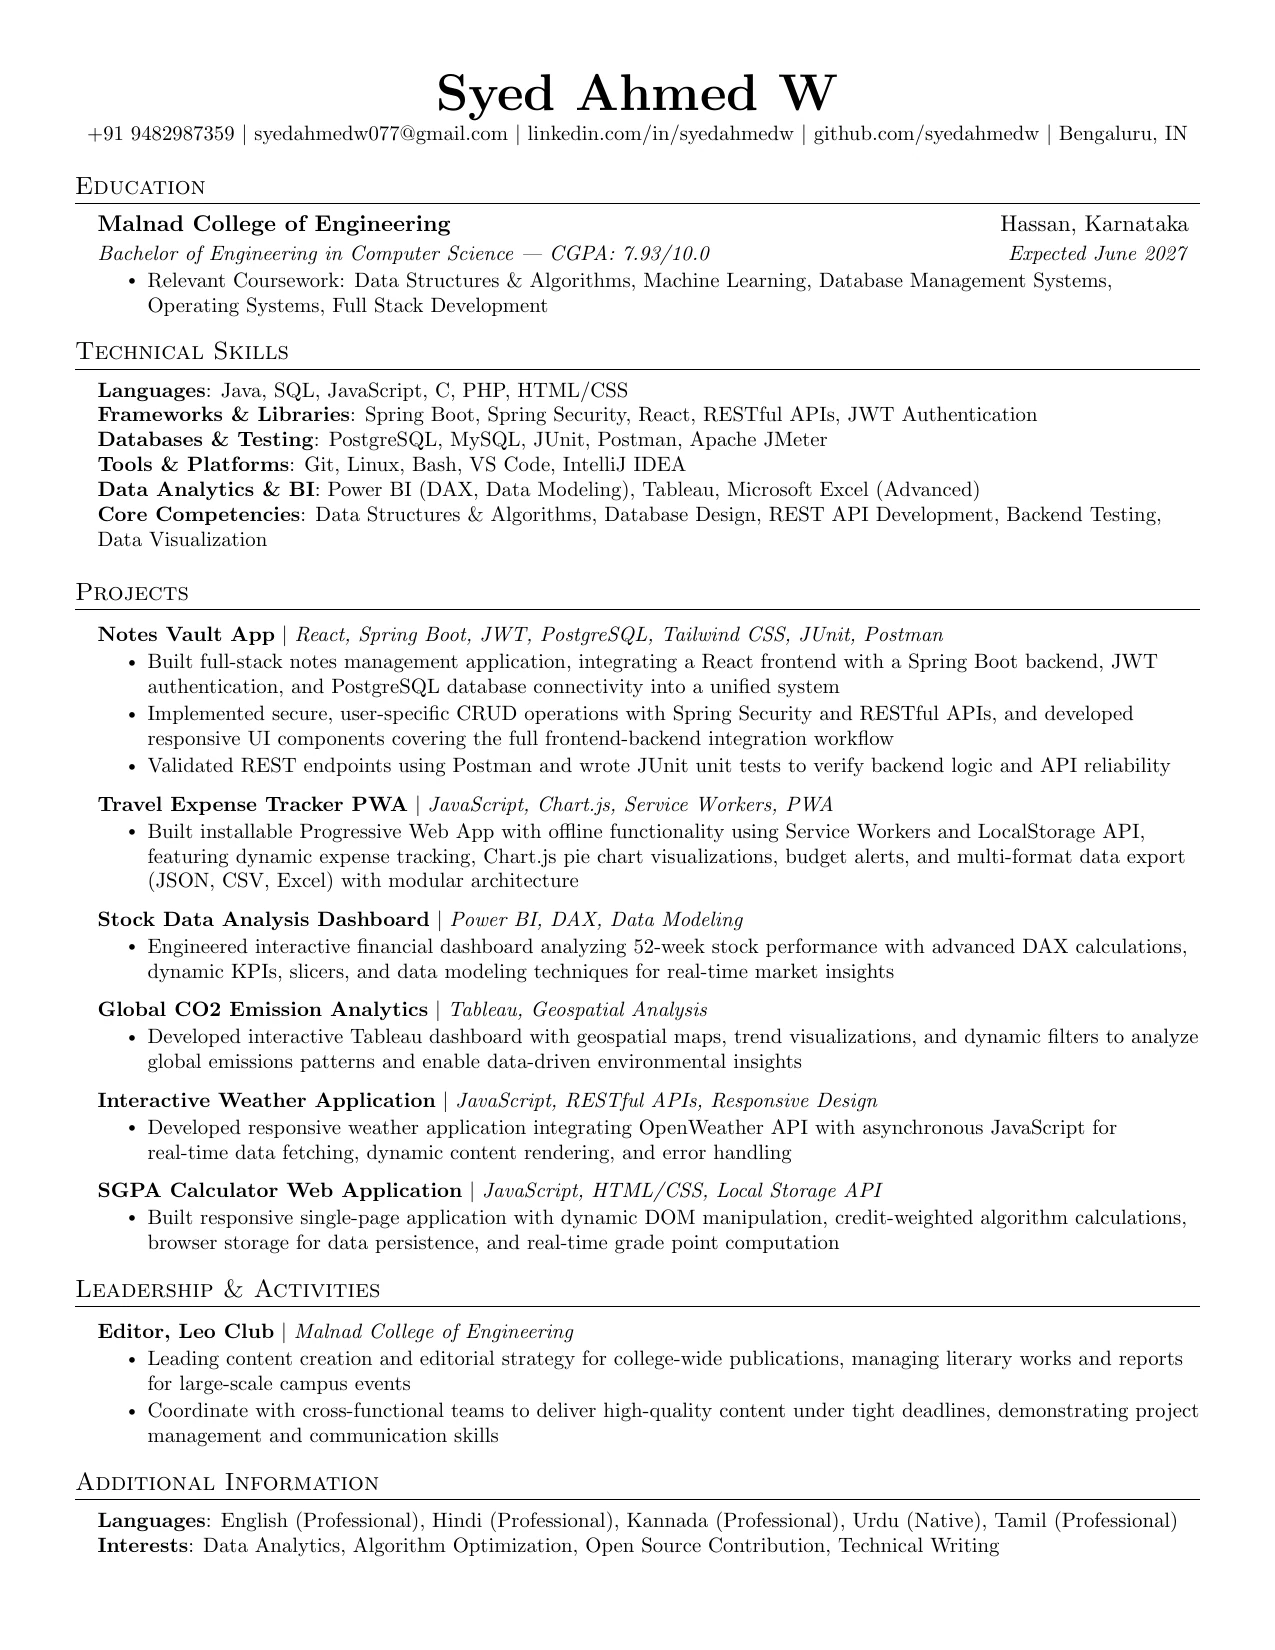 Syed Ahmed W
+91 9482987359 | syedahmedw077@gmail.com | linkedin.com/in/syedahmedw | github.com/syedahmedw | Bengaluru, IN
Education
Malnad College of Engineering Hassan, Karnataka
Bachelor of Engineering in Computer Science — CGPA: 7.93/10.0 Expected June 2027
• Relevant Coursework: Data Structures & Algorithms, Machine Learning, Database Management Systems,
Operating Systems, Full Stack Development
Technical Skills
Languages: Java, SQL, JavaScript, C, PHP, HTML/CSS
Frameworks & Libraries: Spring Boot, Spring Security, React, RESTful APIs, JWT Authentication
Databases & Testing: PostgreSQL, MySQL, JUnit, Postman, Apache JMeter
Tools & Platforms: Git, Linux, Bash, VS Code, IntelliJ IDEA
Data Analytics & BI: Power BI (DAX, Data Modeling), Tableau, Microsoft Excel (Advanced)
Core Competencies: Data Structures & Algorithms, Database Design, REST API Development, Backend Testing,
Data Visualization
Projects
Notes Vault App | React, Spring Boot, JWT, PostgreSQL, Tailwind CSS, JUnit, Postman
• Built full-stack notes management application, integrating a React frontend with a Spring Boot backend, JWT
authentication, and PostgreSQL database connectivity into a unified system
• Implemented secure, user-specific CRUD operations with Spring Security and RESTful APIs, and developed
responsive UI components covering the full frontend-backend integration workflow
• Validated REST endpoints using Postman and wrote JUnit unit tests to verify backend logic and API reliability
Travel Expense Tracker PWA | JavaScript, Chart.js, Service Workers, PWA
• Built installable Progressive Web App with offline functionality using Service Workers and LocalStorage API,
featuring dynamic expense tracking, Chart.js pie chart visualizations, budget alerts, and multi-format data export
(JSON, CSV, Excel) with modular architecture
Stock Data Analysis Dashboard | Power BI, DAX, Data Modeling
• Engineered interactive financial dashboard analyzing 52-week stock performance with advanced DAX calculations,
dynamic KPIs, slicers, and data modeling techniques for real-time market insights
Global CO2 Emission Analytics | Tableau, Geospatial Analysis
• Developed interactive Tableau dashboard with geospatial maps, trend visualizations, and dynamic filters to analyze
global emissions patterns and enable data-driven environmental insights
Interactive Weather Application | JavaScript, RESTful APIs, Responsive Design
• Developed responsive weather application integrating OpenWeather API with asynchronous JavaScript for
real-time data fetching, dynamic content rendering, and error handling
SGPA Calculator Web Application | JavaScript, HTML/CSS, Local Storage API
• Built responsive single-page application with dynamic DOM manipulation, credit-weighted algorithm calculations,
browser storage for data persistence, and real-time grade point computation
Leadership & Activities
Editor, Leo Club | Malnad College of Engineering
• Leading content creation and editorial strategy for college-wide publications, managing literary works and reports
for large-scale campus events
• Coordinate with cross-functional teams to deliver high-quality content under tight deadlines, demonstrating project
management and communication skills
Additional Information
Languages: English (Professional), Hindi (Professional), Kannada (Professional), Urdu (Native), Tamil (Professional)
Interests: Data Analytics, Algorithm Optimization, Open Source Contribution, Technical Writing